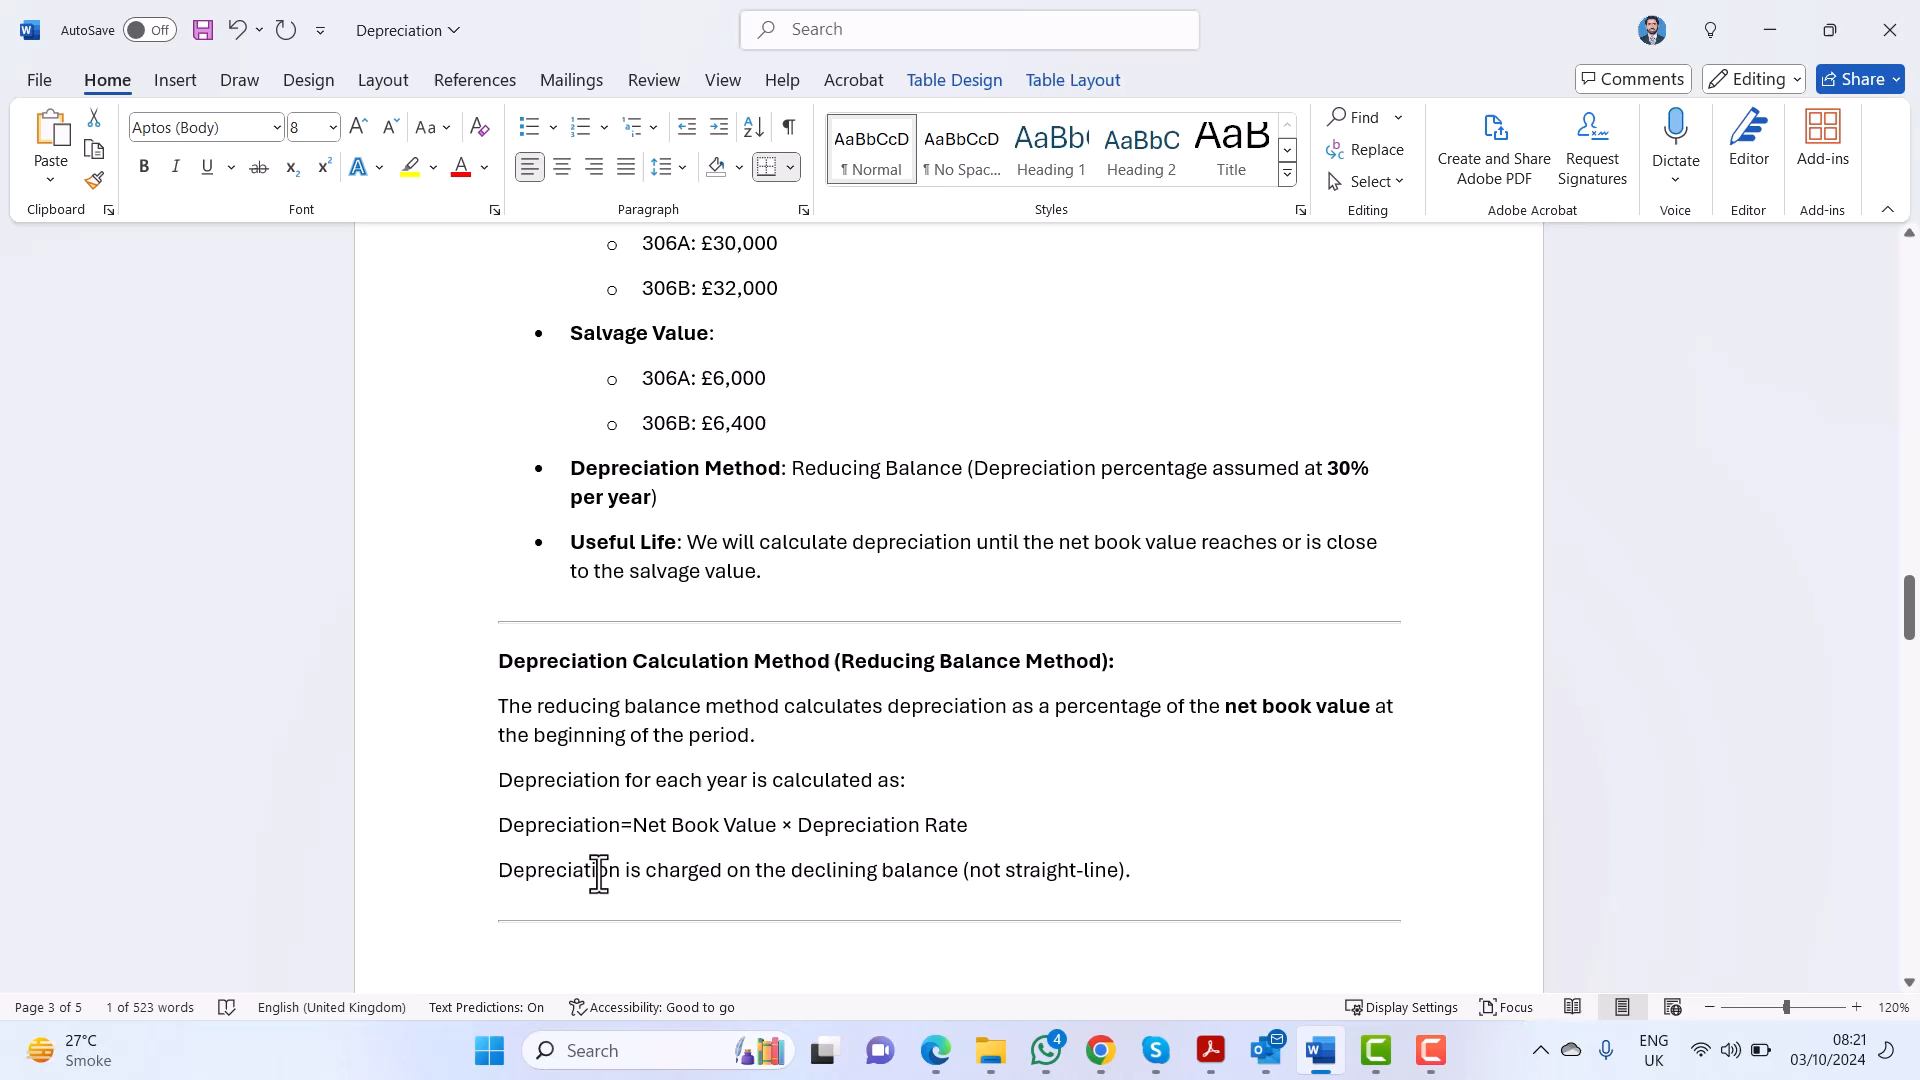 AutoSave Off Depreciation Search
File Home Insert Draw Design Layout References Mailings Review View Help Acrobat Table Design Table Layout Comments Editing Share
Paste Aptos (Body) 8 Aa AaBbCcD AaBbCcD AaBb( AaBbC AaB Find Replace Select
¶ Normal ¶ No Spac... Heading 1 Heading 2 Title
Create and Share Adobe PDF Request Signatures Dictate Editor Add-ins
Clipboard Font Paragraph Styles Editing Adobe Acrobat Voice Editor Add-ins
o 306A: £30,000
o 306B: £32,000
• Salvage Value:
o 306A: £6,000
o 306B: £6,400
• Depreciation Method: Reducing Balance (Depreciation percentage assumed at 30%
per year)
• Useful Life: We will calculate depreciation until the net book value reaches or is close
to the salvage value.
Depreciation Calculation Method (Reducing Balance Method):
The reducing balance method calculates depreciation as a percentage of the net book value at
the beginning of the period.
Depreciation for each year is calculated as:
Depreciation=Net Book Value × Depreciation Rate
Depreciation is charged on the declining balance (not straight-line).
Page 3 of 5 1 of 523 words English (United Kingdom) Text Predictions: On Accessibility: Good to go Display Settings Focus 120%
27°C Search 4 ENG 08:21
Smoke UK 03/10/2024